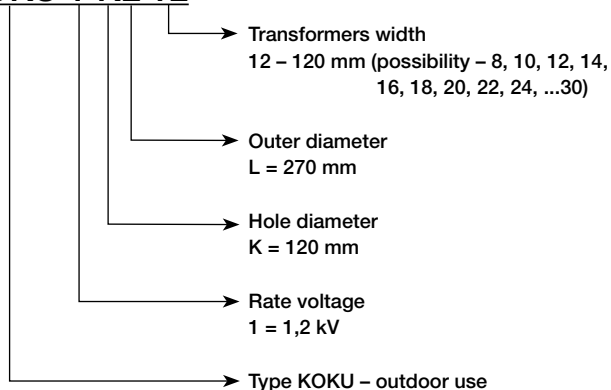 Transformers width
12 – 120 mm (possibility – 8, 10, 12, 14,
16, 18, 20, 22, 24, ...30)
Outer diameter
L = 270 mm
Hole diameter
K = 120 mm
Rate voltage
1 = 1,2 kV
Type KOKU – outdoor use